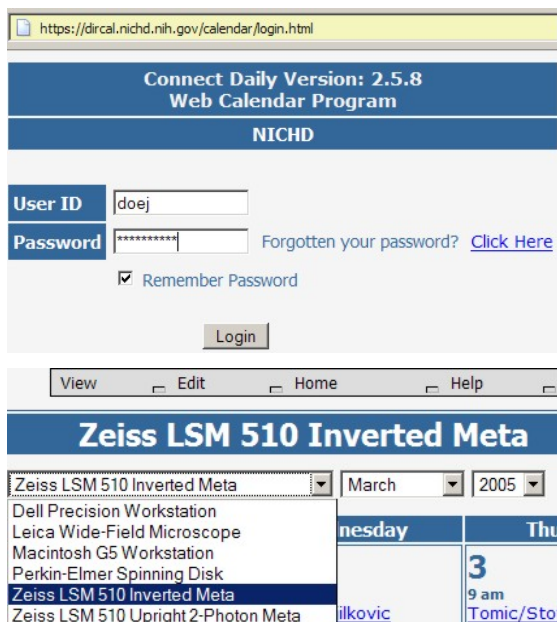 https://dircal.nichd.nih.gov/calendar/login.html
Connect Daily Version: 2.5.8
Web Calendar Program
NICHD
User ID doej
Password ********** Forgotten your password? Click Here
Remember Password
Login
View Edit Home Help
Zeiss LSM 510 Inverted Meta
Zeiss LSM 510 Inverted Meta March 2005
Dell Precision Workstation
Leica Wide-Field Microscope nesday Thu
Macintosh G5 Workstation
Perkin-Elmer Spinning Disk 3
Zeiss LSM 510 Inverted Meta 9 am
Zeiss LSM 510 Upright 2-Photon Meta ilkovic Tomic/Sto